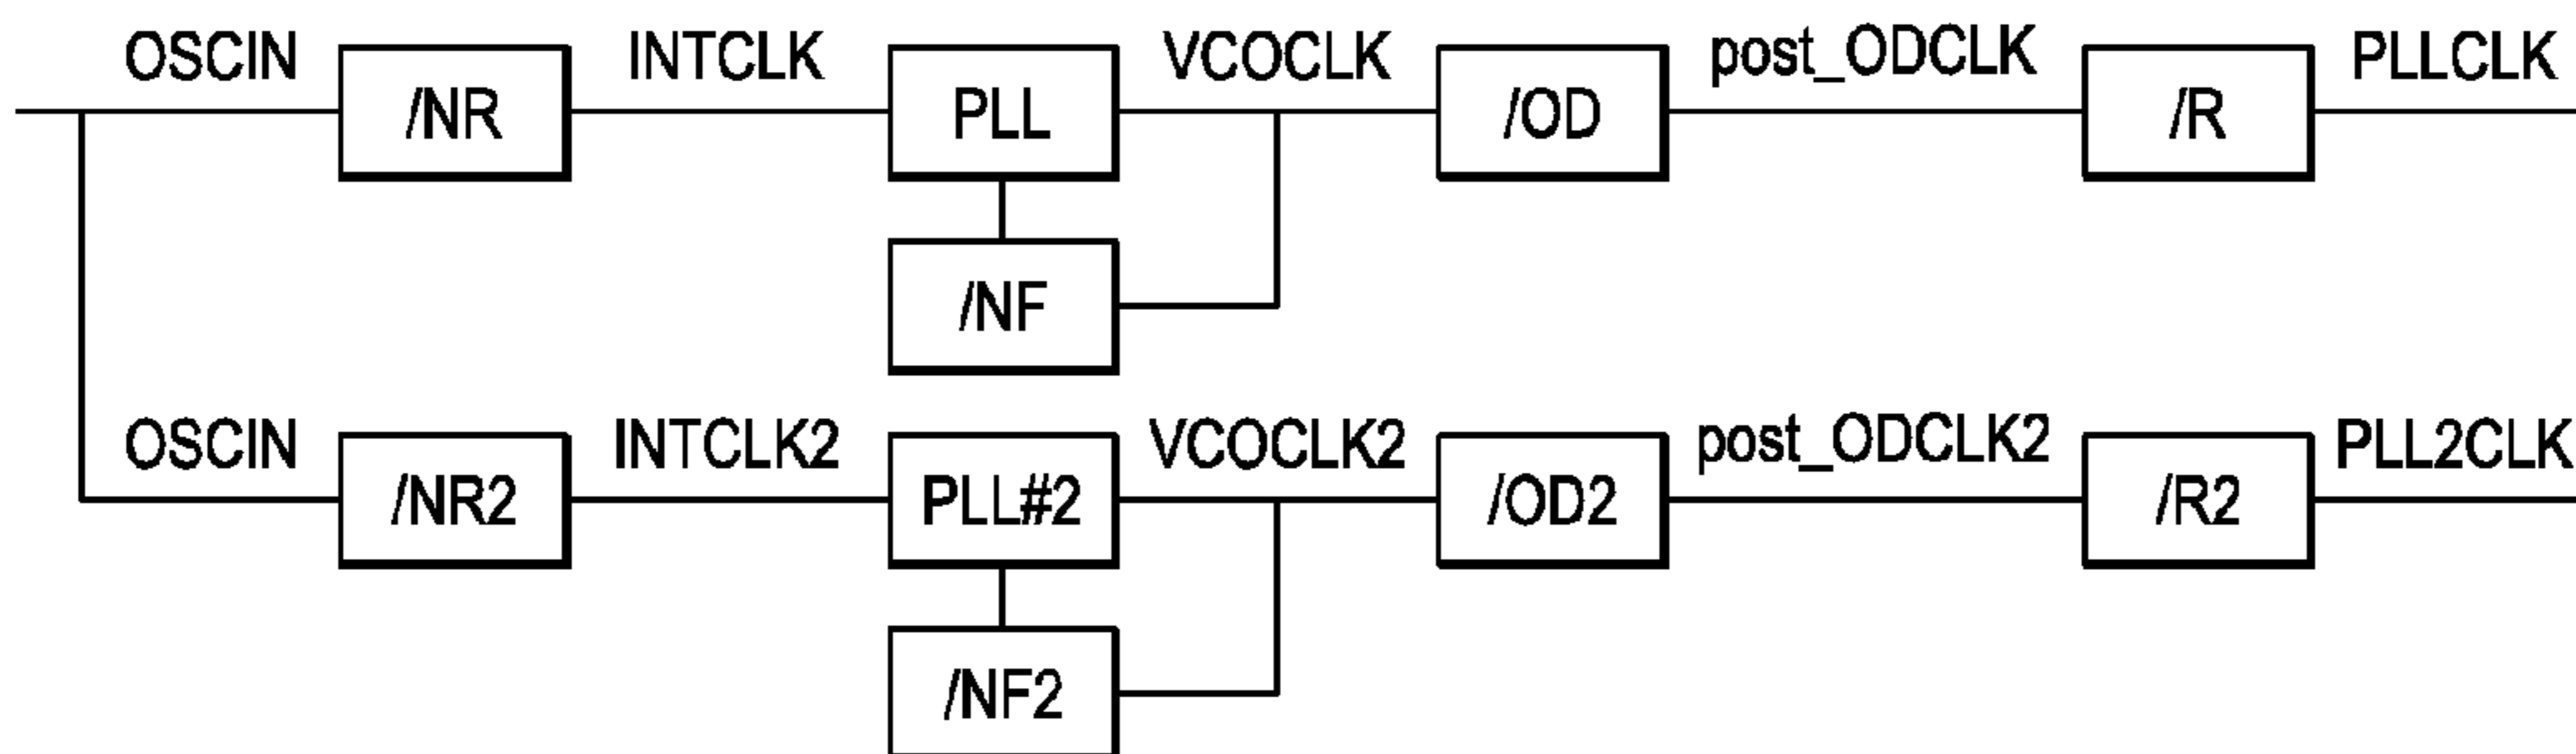 OSCIN INTCLK VCOCLK post_ODCLK PLLCLK
/NR PLL /OD /R
/NF
OSCIN INTCLK2 VCOCLK2 post_ODCLK2 PLL2CLK
/NR2 PLL#2 /OD2 /R2
/NF2